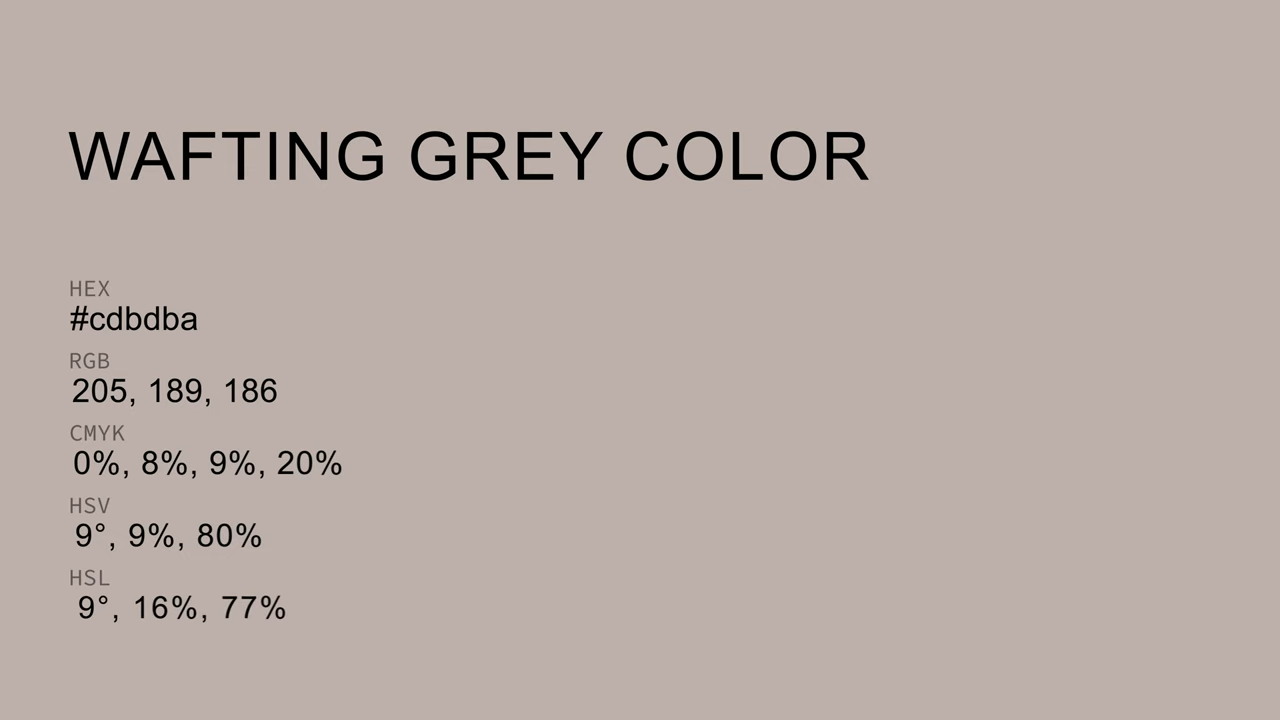 WAFTING GREY COLOR
HEX
#cdbdba
RGB
205, 189, 186
CMYK
0%, 8%, 9%, 20%
HSV
9°, 9%, 80%
HSL
9°, 16%, 77%